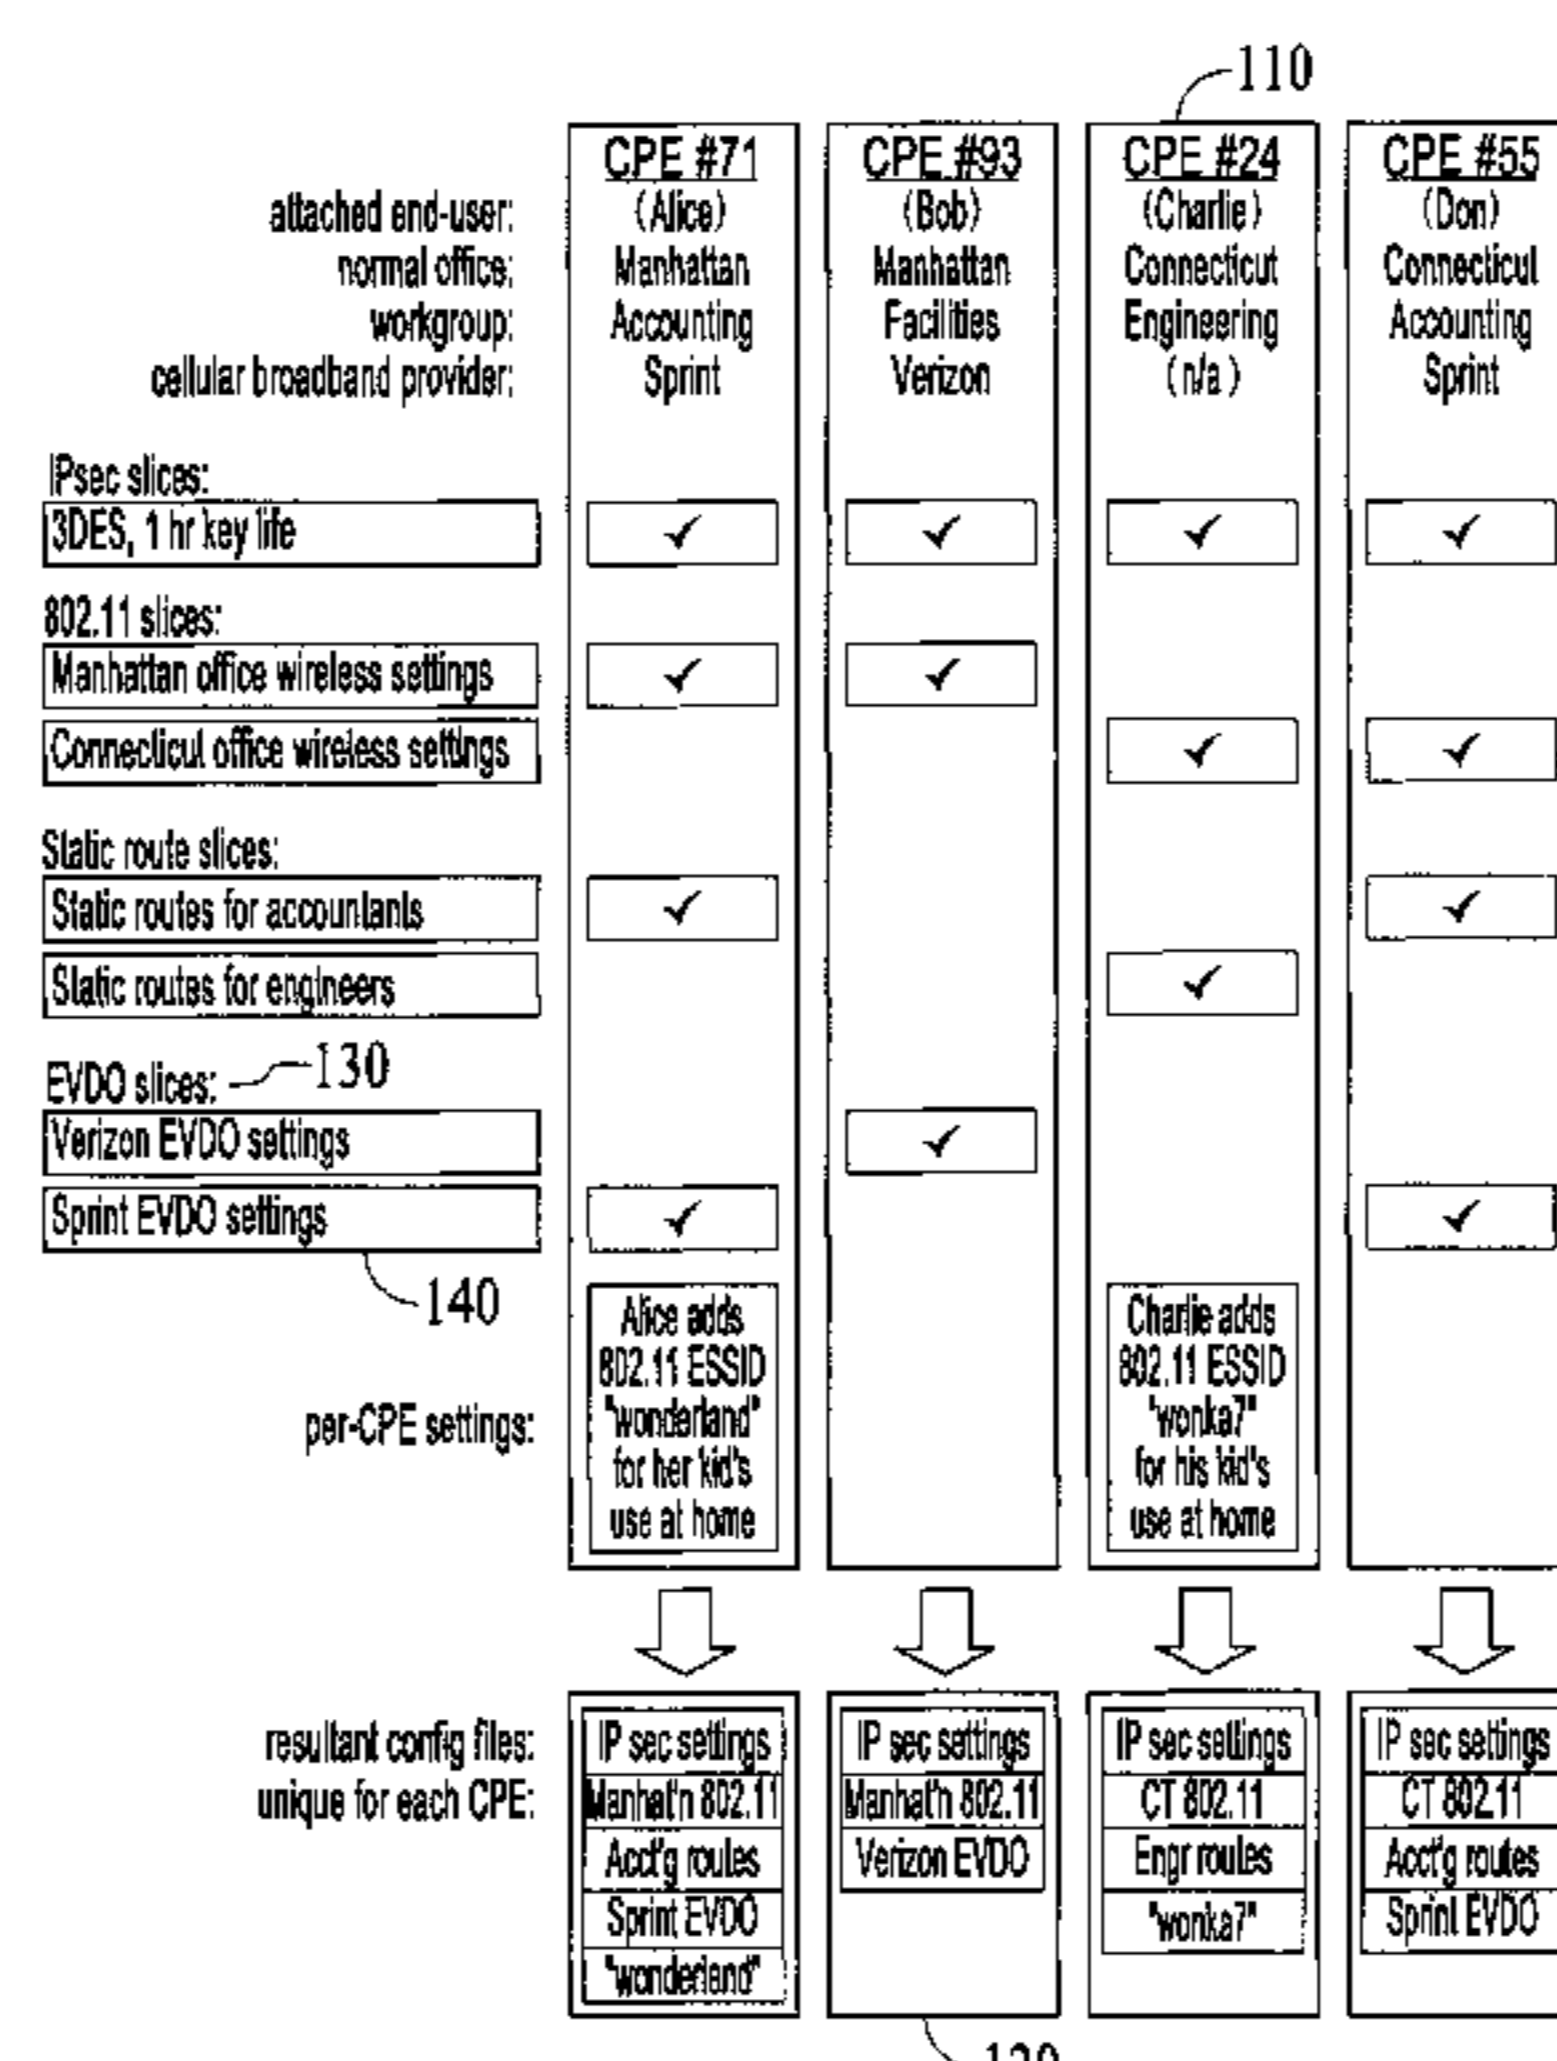 110
CPE #71 CPE #93 CPE #24 CPE #55
attached end-user: (Alice) (Bob) (Charlie) (Don)
normal office: Manhattan Manhattan Connecticut Connecticut
workgroup: Accounting Facilities Engineering Accounting
cellular broadband provider: Sprint Verizon (n/a) Sprint
IPsec slices:
3DES, 1 hr key life ✓ ✓ ✓ ✓
802.11 slices:
Manhattan office wireless settings ✓ ✓
Connecticut office wireless settings ✓ ✓
Static route slices:
Static routes for accountants ✓ ✓
Static routes for engineers ✓
EVDO slices: 130
Verizon EVDO settings ✓
Sprint EVDO settings ✓ ✓
140
per-CPE settings:
Alice adds
802.11 ESSID
"wonderland"
for her kid's
use at home
Charlie adds
802.11 ESSID
"wonka7"
for his kid's
use at home
resultant config files:
unique for each CPE:
IP sec settings
Manhat'n 802.11
Acct'g routes
Sprint EVDO
"wonderland"
IP sec settings
Manhat'n 802.11
Verizon EVDO
IP sec settings
CT 802.11
Engr routes
"wonka7"
IP sec settings
CT 802.11
Acct'g routes
Sprint EVDO